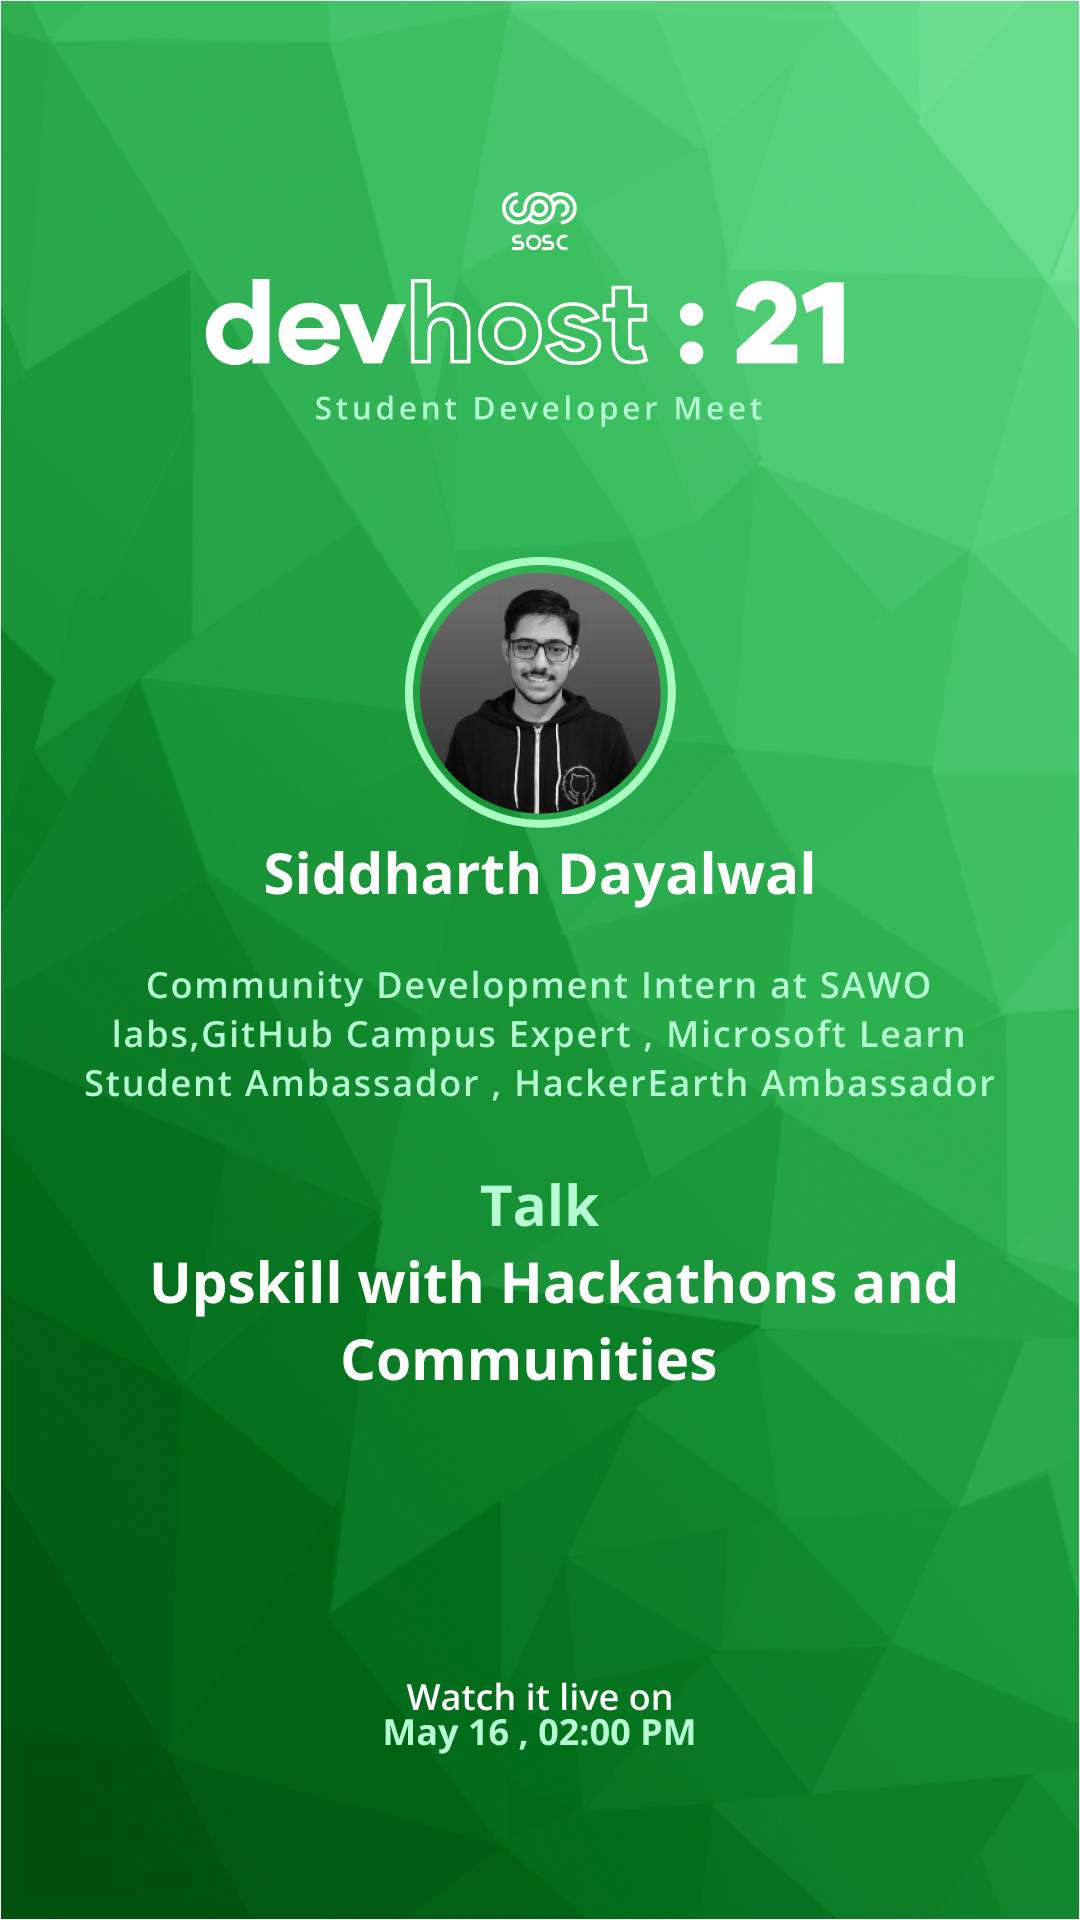 SOSC
devhost : 21
Student Developer Meet
Siddharth Dayalwal
Community Development Intern at SAWO
labs,GitHub Campus Expert , Microsoft Learn
Student Ambassador , HackerEarth Ambassador
Talk
Upskill with Hackathons and
Communities
Watch it live on
May 16 , 02:00 PM